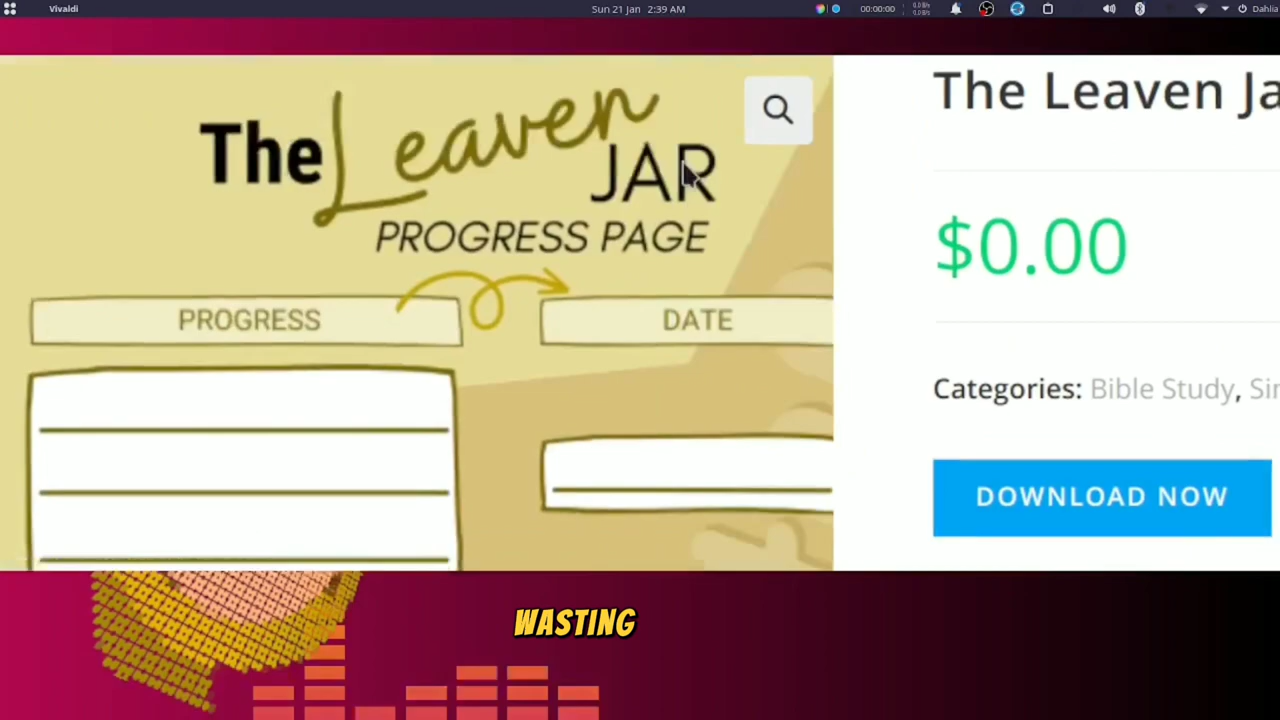 Vivaldi Sun 21 Jan 2:39 AM 00:00:00 Dahlia
The Leaven
JAR
PROGRESS PAGE
PROGRESS DATE
The Leaven Ja
$0.00
Categories: Bible Study, Sin
DOWNLOAD NOW
WASTING